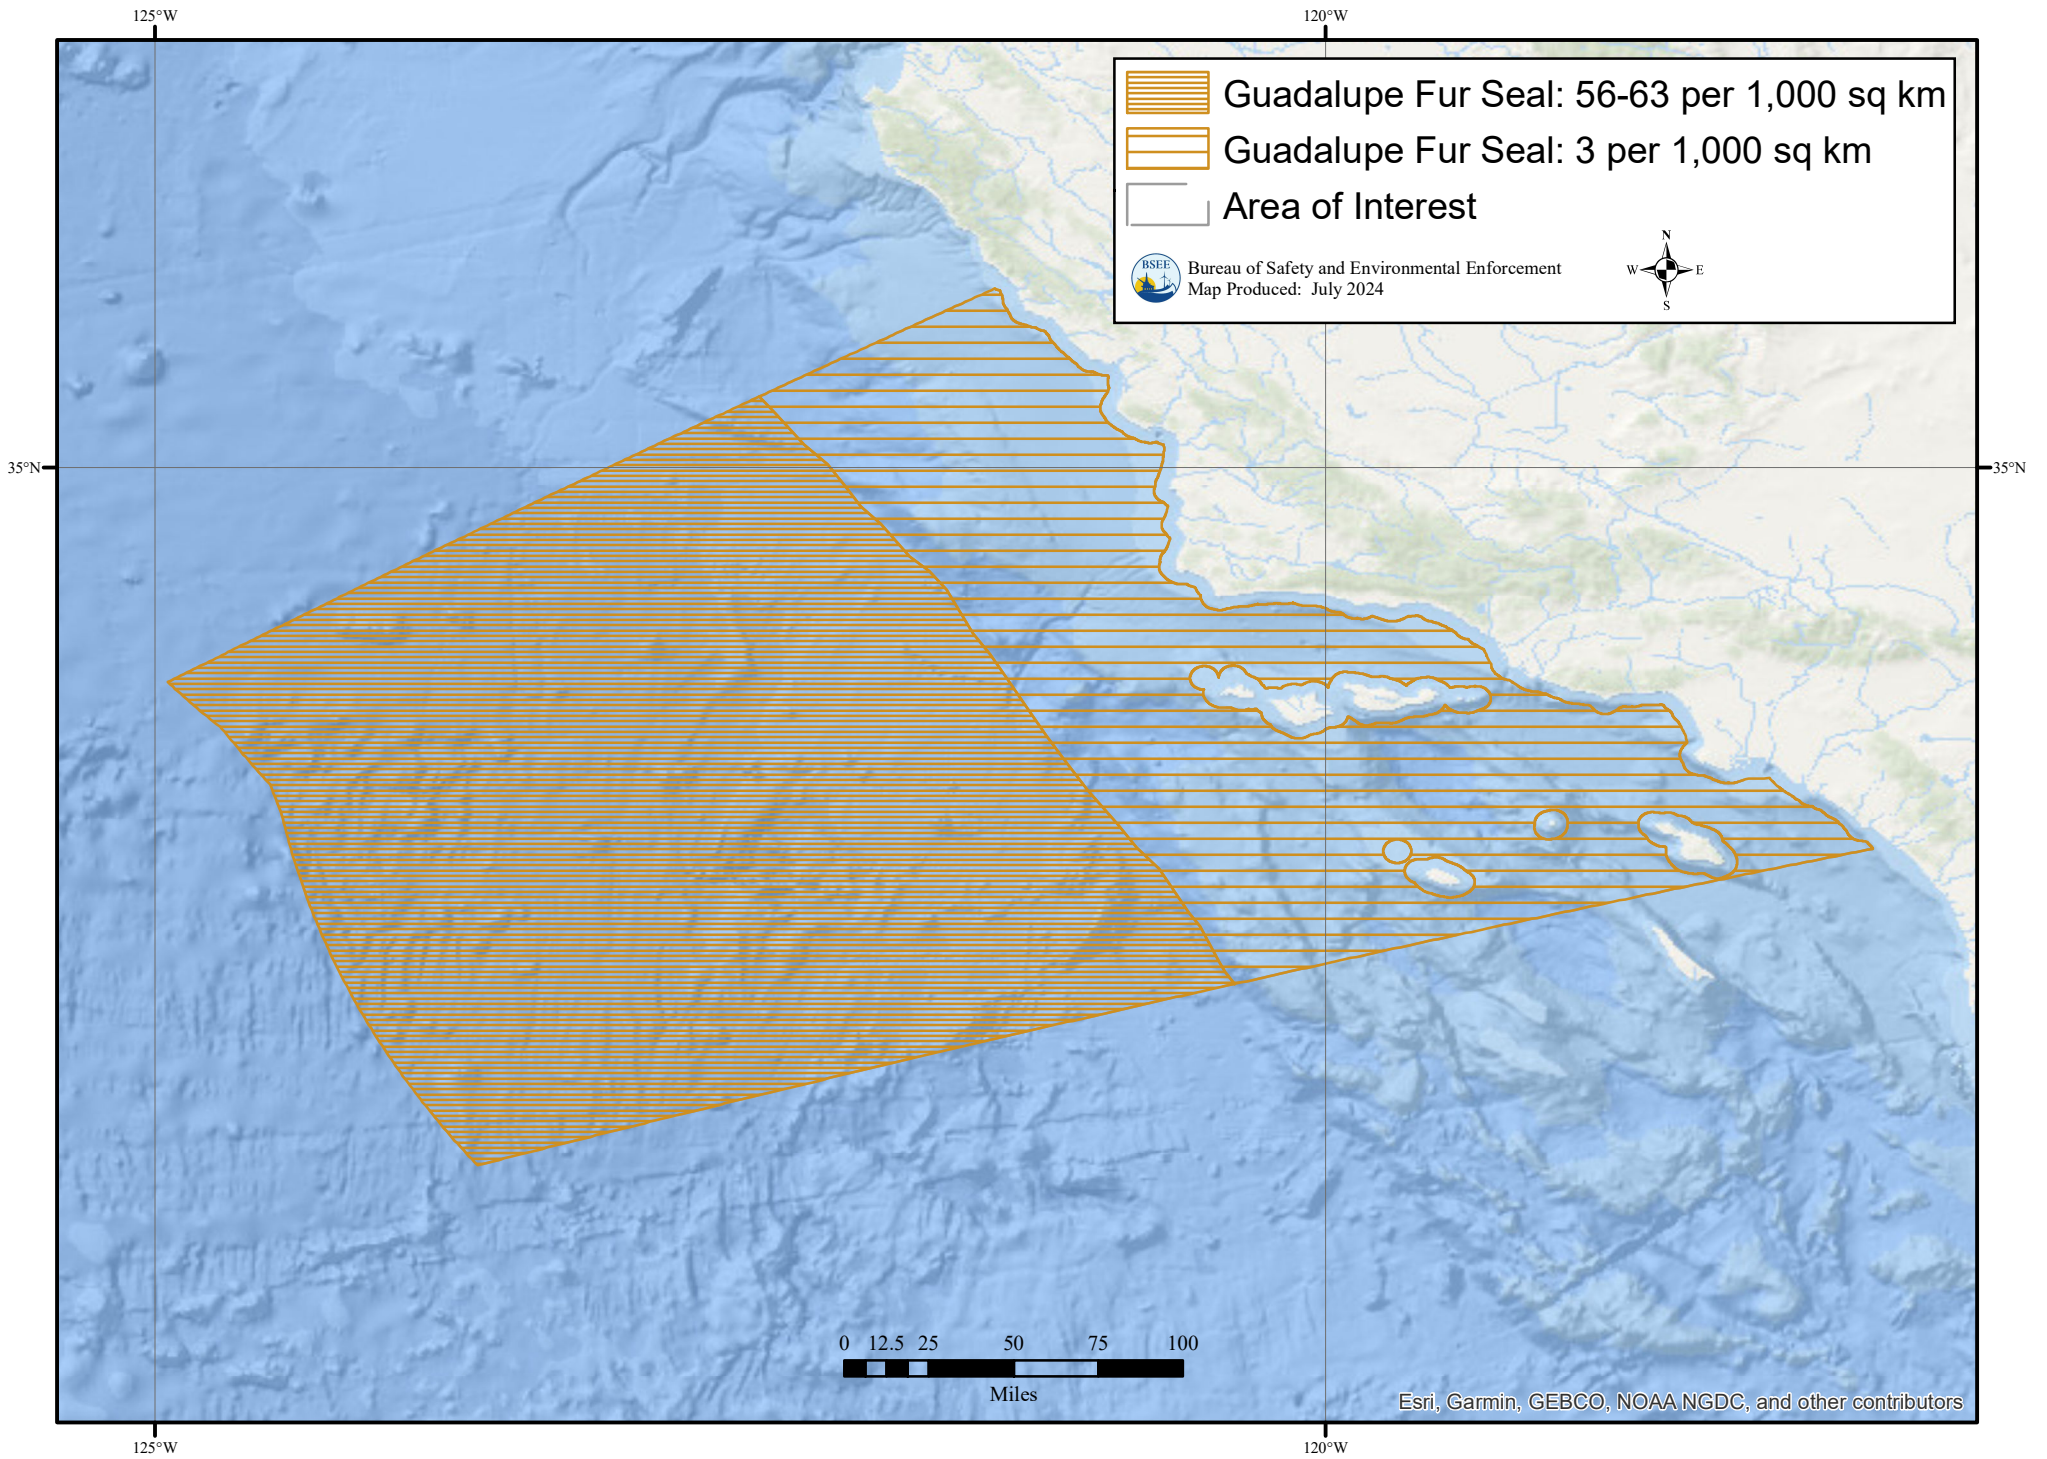 125°W
120°W
Guadalupe Fur Seal: 56-63 per 1,000 sq km
Guadalupe Fur Seal: 3 per 1,000 sq km
Area of Interest
BSEE
Bureau of Safety and Environmental Enforcement
Map Produced: July 2024
N
W
E
S
35°N
35°N
0 12.5 25 50 75 100
Miles
Esri, Garmin, GEBCO, NOAA NGDC, and other contributors
125°W
120°W